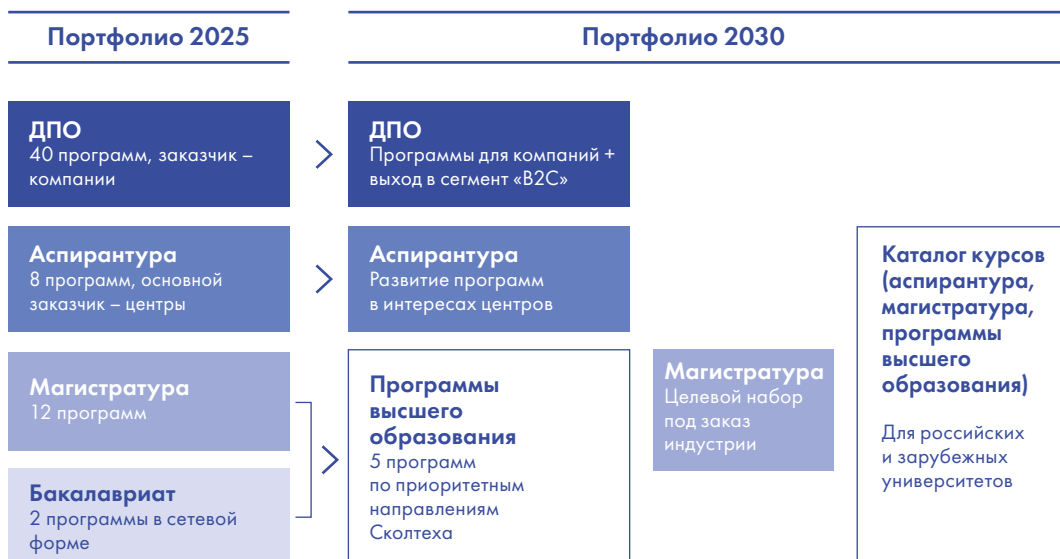 Портфолио 2025
Портфолио 2030
ДПО
40 программ, заказчик –
компании
ДПО
Программы для компаний +
выход в сегмент «B2C»
Аспирантура
8 программ, основной
заказчик – центры
Аспирантура
Развитие программ
в интересах центров
Магистратура
12 программ
Бакалавриат
2 программы в сетевой
форме
Программы
высшего
образования
5 программ
по приоритетным
направлениям
Сколтеха
Магистратура
Целевой набор
под заказ
индустрии
Каталог курсов
(аспирантура,
магистратура,
программы
высшего
образования)
Для российских
и зарубежных
университетов